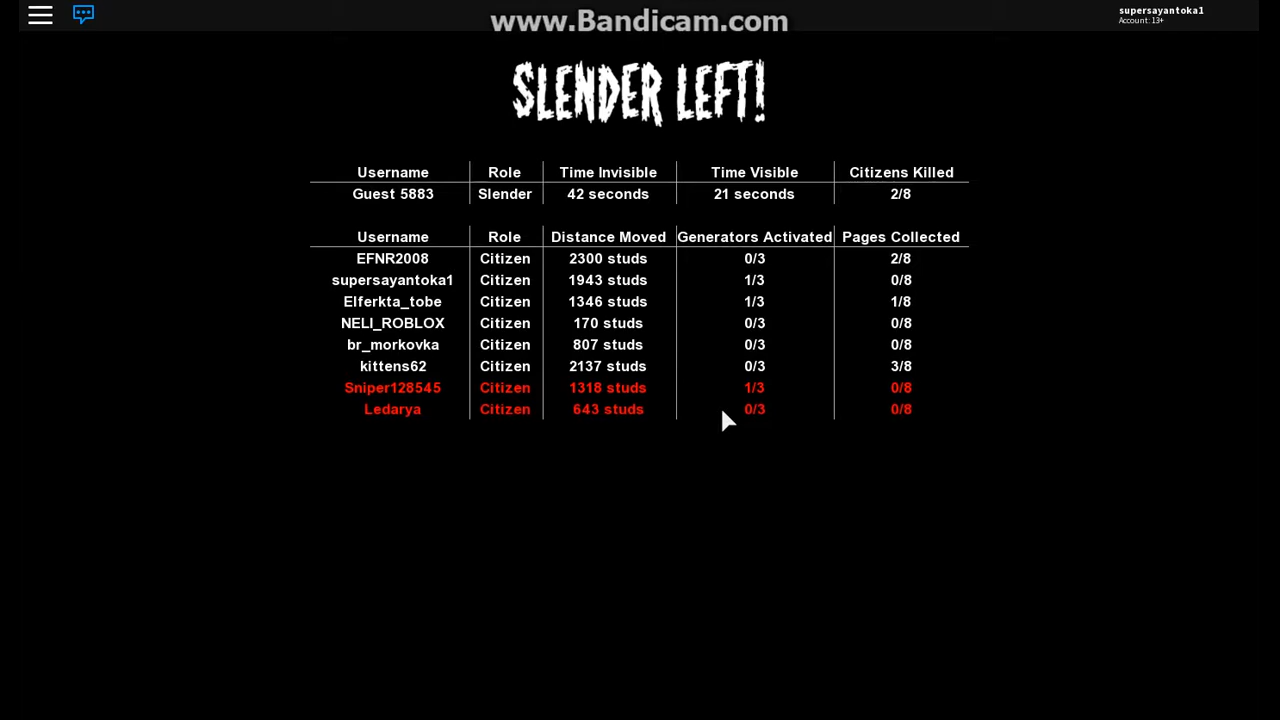 www.Bandicam.com
supersayantoka1
Account: 13+
SLENDER LEFT!
Username Role Time Invisible Time Visible Citizens Killed
Guest 5883 Slender 42 seconds 21 seconds 2/8
Username Role Distance Moved Generators Activated Pages Collected
EFNR2008 Citizen 2300 studs 0/3 2/8
supersayantoka1 Citizen 1943 studs 1/3 0/8
Elferkta_tobe Citizen 1346 studs 1/3 1/8
NELI_ROBLOX Citizen 170 studs 0/3 0/8
br_morkovka Citizen 807 studs 0/3 0/8
kittens62 Citizen 2137 studs 0/3 3/8
Sniper128545 Citizen 1318 studs 1/3 0/8
Ledarya Citizen 643 studs 0/3 0/8